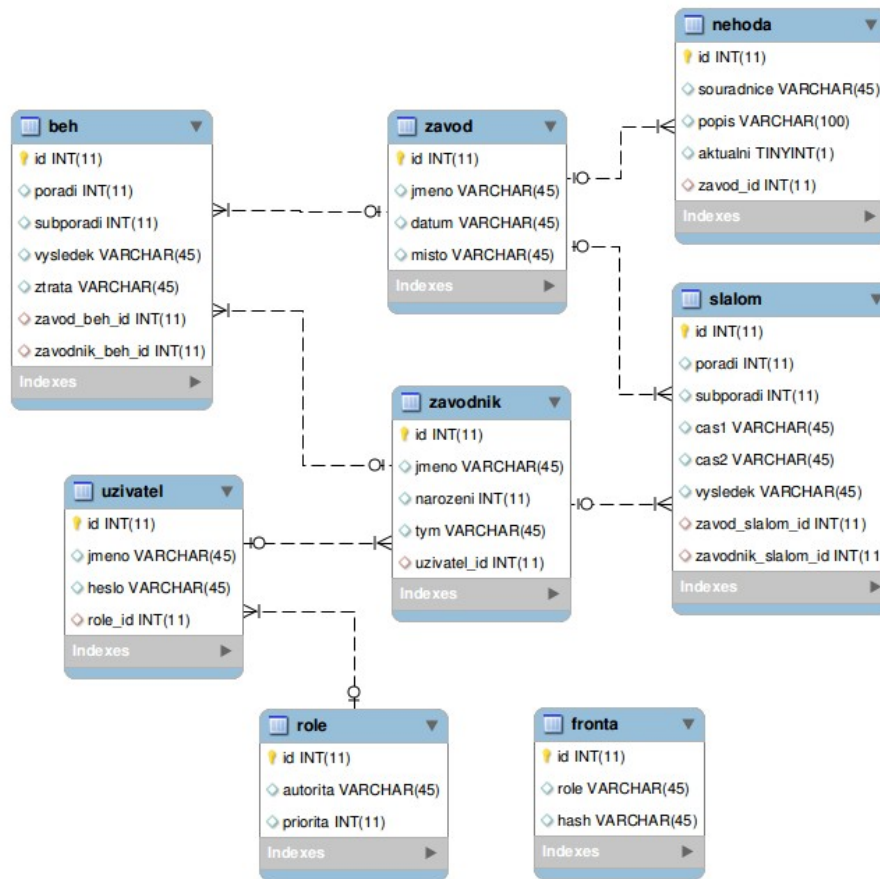 nehoda
id INT(11)
souradnice VARCHAR(45)
popis VARCHAR(100)
aktualni TINYINT(1)
zavod_id INT(11)
Indexes
beh
id INT(11)
poradi INT(11)
subporadi INT(11)
vysledek VARCHAR(45)
ztrata VARCHAR(45)
zavod_beh_id INT(11)
zavodnik_beh_id INT(11)
Indexes
zavod
id INT(11)
jmeno VARCHAR(45)
datum VARCHAR(45)
misto VARCHAR(45)
Indexes
slalom
id INT(11)
poradi INT(11)
subporadi INT(11)
cas1 VARCHAR(45)
cas2 VARCHAR(45)
vysledek VARCHAR(45)
zavod_slalom_id INT(11)
zavodnik_slalom_id INT(11
Indexes
zavodnik
id INT(11)
jmeno VARCHAR(45)
narozeni INT(11)
tym VARCHAR(45)
uzivatel_id INT(11)
Indexes
uzivatel
id INT(11)
jmeno VARCHAR(45)
heslo VARCHAR(45)
role_id INT(11)
Indexes
role
id INT(11)
autorita VARCHAR(45)
priorita INT(11)
Indexes
fronta
id INT(11)
role VARCHAR(45)
hash VARCHAR(45)
Indexes